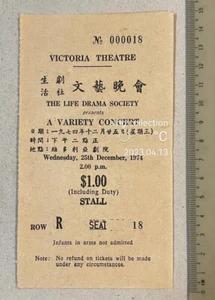 № 000018
VICTORIA THEATRE
生活劇社 文藝晚會
THE LIFE DRAMA SOCIETY
presents
A VARIETY CONCERT
日期：一九七四年十二月廿五日(星期三)
時間：下午二點正
地點：維多利亞劇院
Wednesday, 25th December, 1974
2.00 p.m.
$1.00
(Including Duty)
STALL
ROW R SEAT 18
Infants in arms not admitted
Note: No refund on tickets will be made
under any circumstances.
2023.04.13